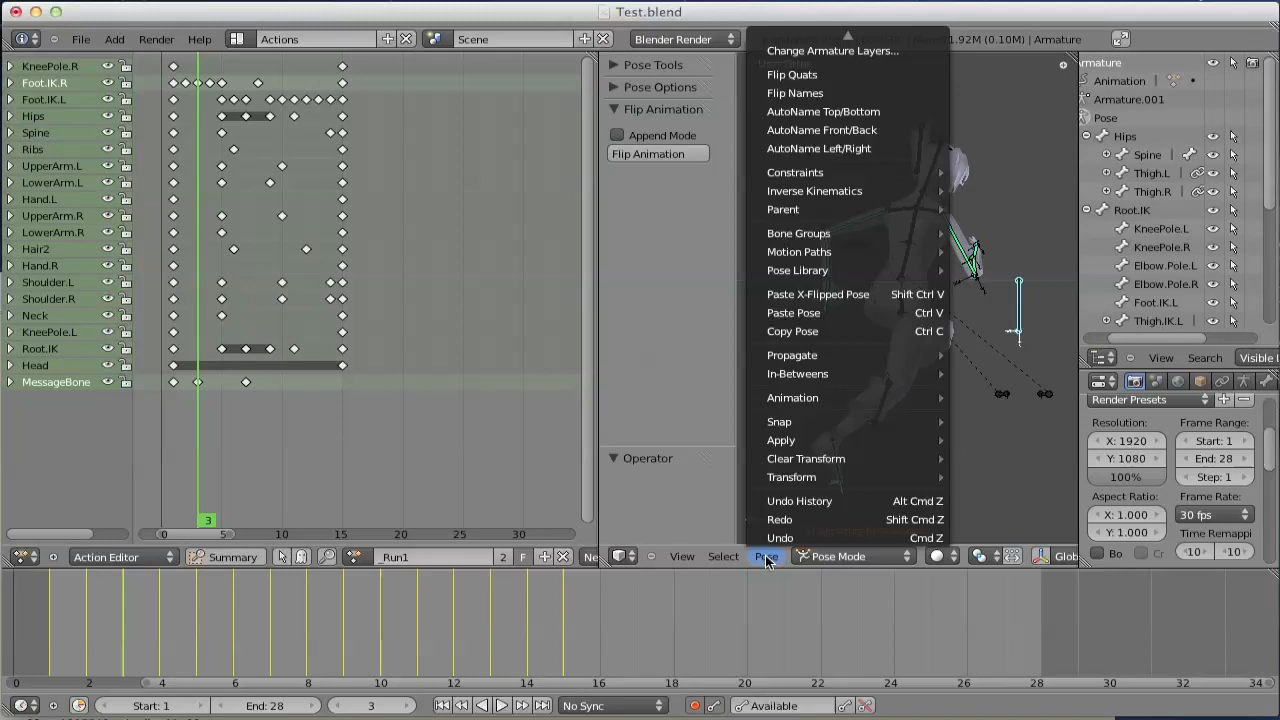 Test.blend
File Add Render Help Actions Scene Blender Render 1.92M (0.10M) | Armature
KneePole.R
Foot.IK.R
Foot.IK.L
Hips
Spine
Ribs
UpperArm.L
LowerArm.L
Hand.L
UpperArm.R
LowerArm.R
Hair2
Hand.R
Shoulder.L
Shoulder.R
Neck
KneePole.L
Root.IK
Head
MessageBone
3
0 5 10 15 20 25 30
Action Editor Summary _Run1 2 F Ne
Pose Tools
Pose Options
Flip Animation
Append Mode
Flip Animation
Operator
Change Armature Layers...
Flip Quats
Flip Names
AutoName Top/Bottom
AutoName Front/Back
AutoName Left/Right
Constraints
Inverse Kinematics
Parent
Bone Groups
Motion Paths
Pose Library
Paste X-Flipped Pose Shift Ctrl V
Paste Pose Ctrl V
Copy Pose Ctrl C
Propagate
In-Betweens
Animation
Snap
Apply
Clear Transform
Transform
Undo History Alt Cmd Z
Redo Shift Cmd Z
Undo Cmd Z
View Select Pose Pose Mode Glob
Armature
Animation
Armature.001
Pose
Hips
Spine
Thigh.L
Thigh.R
Root.IK
KneePole.L
KneePole.R
Elbow.Pole.L
Elbow.Pole.R
Foot.IK.L
Thigh.IK.L
View Search Visible L
Render Presets
Resolution: Frame Range:
X: 1920 Start: 1
Y: 1080 End: 28
100% Step: 1
Aspect Ratio: Frame Rate:
X: 1.000 30 fps
Y: 1.000 Time Remappi
Bo Cr 10 10
0 2 4 6 8 10 12 14 16 18 20 22 24 26 28 30 32 34
Start: 1 End: 28 3 No Sync Available